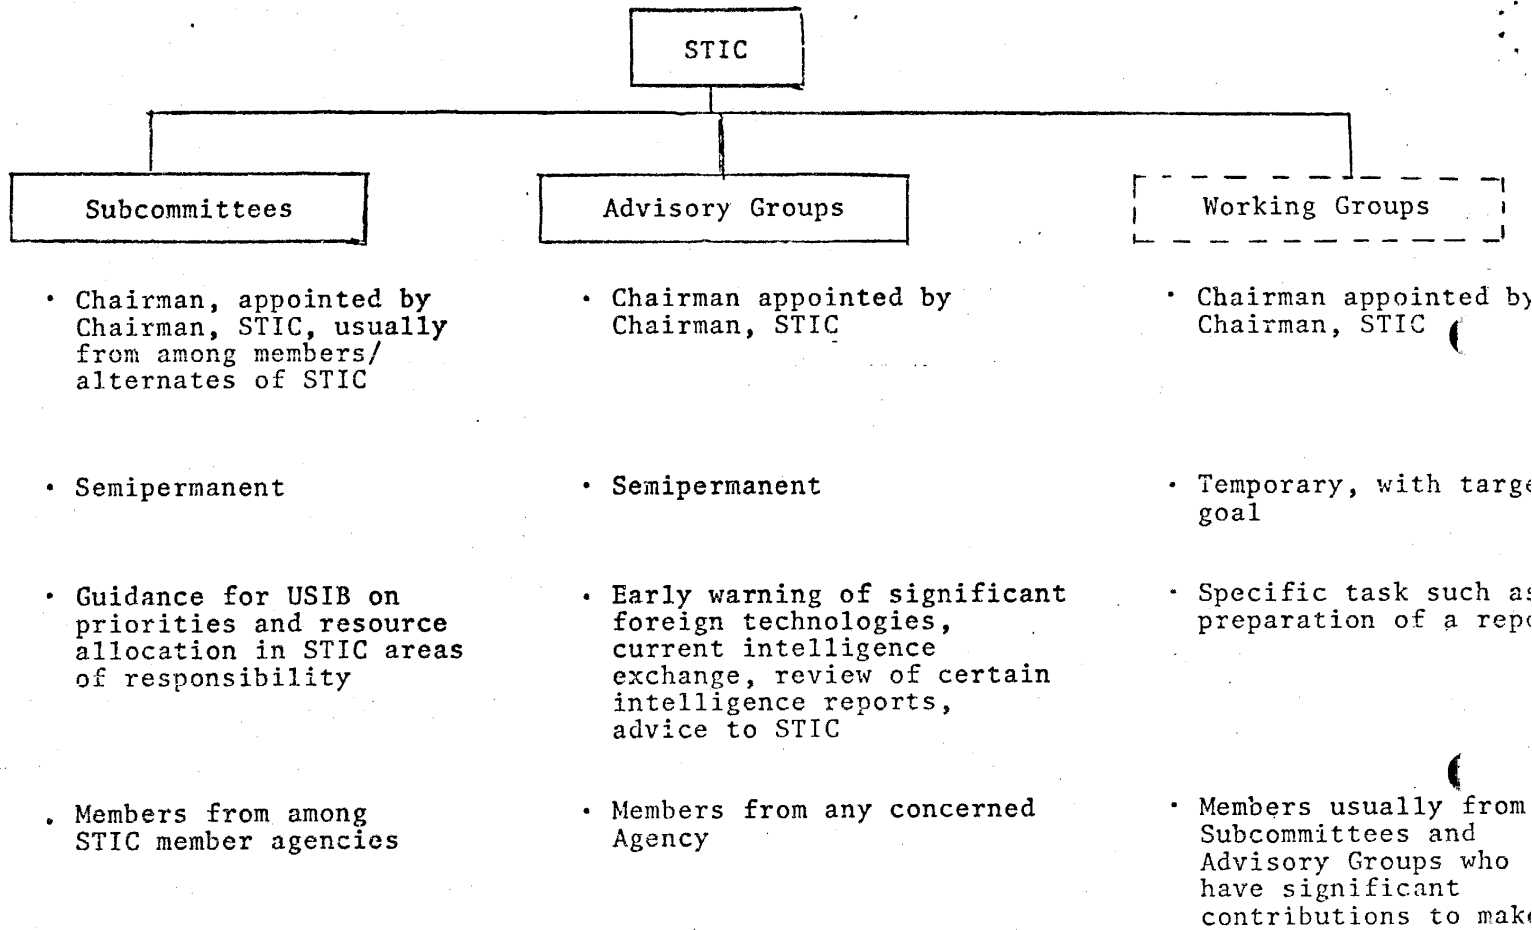 STIC
Subcommittees
· Chairman, appointed by
Chairman, STIC, usually
from among members/
alternates of STIC
· Semipermanent
· Guidance for USIB on
priorities and resource
allocation in STIC areas
of responsibility
. Members from among
STIC member agencies
Advisory Groups
· Chairman appointed by
Chairman, STIC
· Semipermanent
· Early warning of significant
foreign technologies,
current intelligence
exchange, review of certain
intelligence reports,
advice to STIC
· Members from any concerned
Agency
Working Groups
· Chairman appointed by
Chairman, STIC
· Temporary, with
goal
· Specific task such as
preparation of a
· Members usually from
Subcommittees and
Advisory Groups who
have significant
contributions to